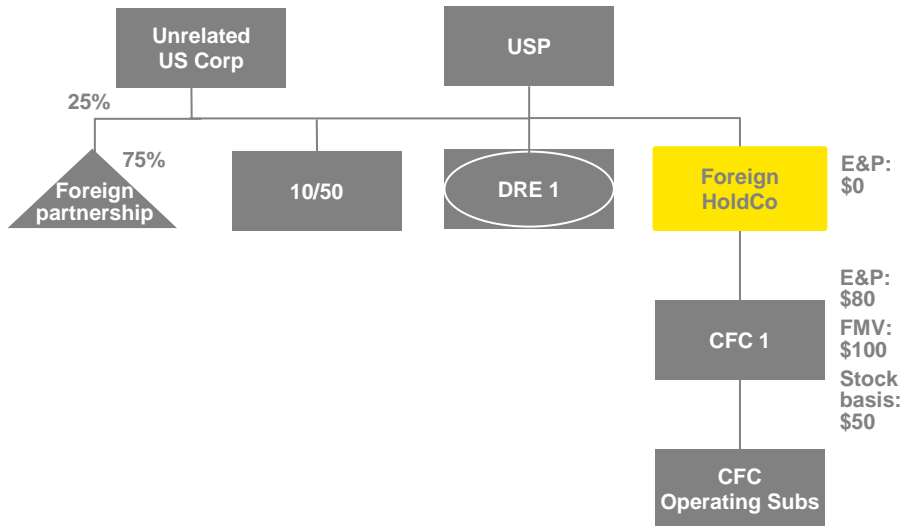 Unrelated
US Corp
USP
25%
75%
Foreign
partnership
10/50
DRE 1
Foreign
HoldCo
E&P:
$0
CFC 1
E&P:
$80
FMV:
$100
Stock
basis:
$50
CFC
Operating Subs